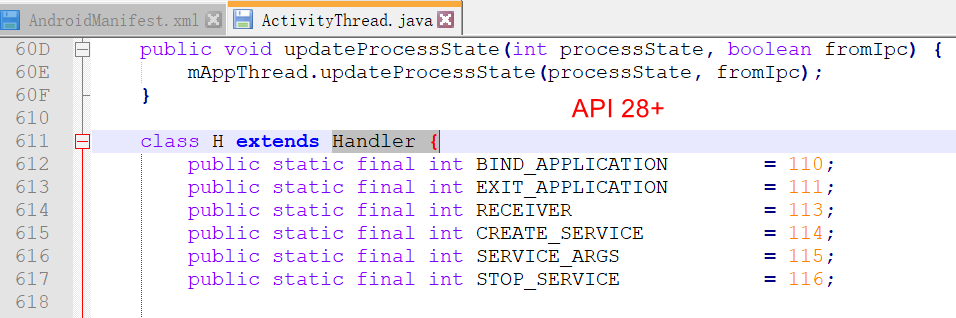 AndroidManifest.xml ActivityThread.java
60D public void updateProcessState(int processState, boolean fromIpc) {
60E mAppThread.updateProcessState(processState, fromIpc);
60F }
610 API 28+
611 class H extends Handler {
612 public static final int BIND_APPLICATION = 110;
613 public static final int EXIT_APPLICATION = 111;
614 public static final int RECEIVER = 113;
615 public static final int CREATE_SERVICE = 114;
616 public static final int SERVICE_ARGS = 115;
617 public static final int STOP_SERVICE = 116;
618